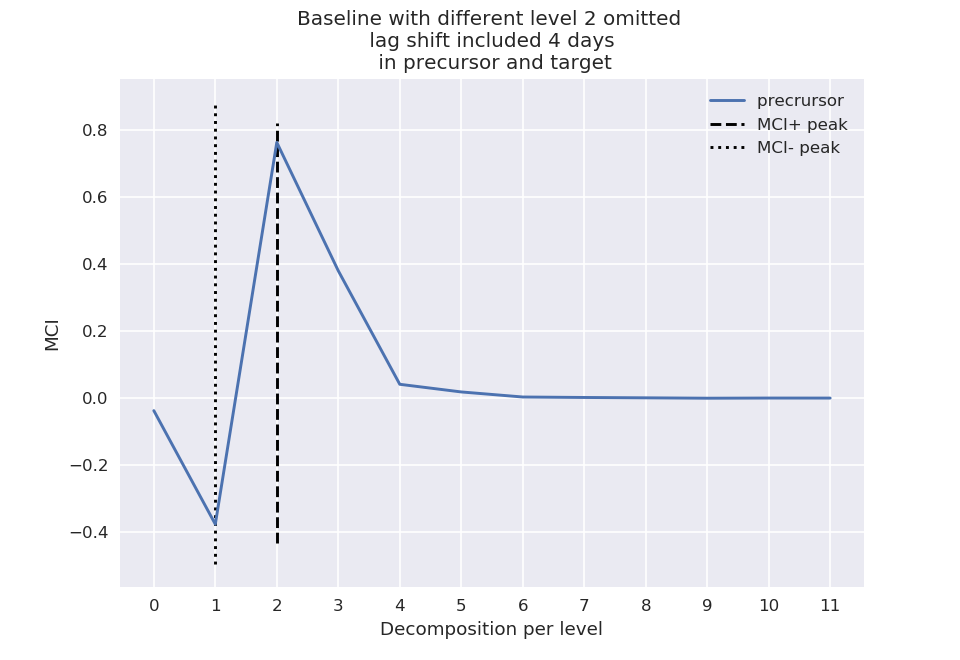 Baseline with different level 2 omitted
lag shift included 4 days
in precursor and target
precrursor
MCI+ peak
MCI- peak
0.8
0.6
0.4
0.2
0.0
−0.2
−0.4
MCI
0 1 2 3 4 5 6 7 8 9 10 11
Decomposition per level